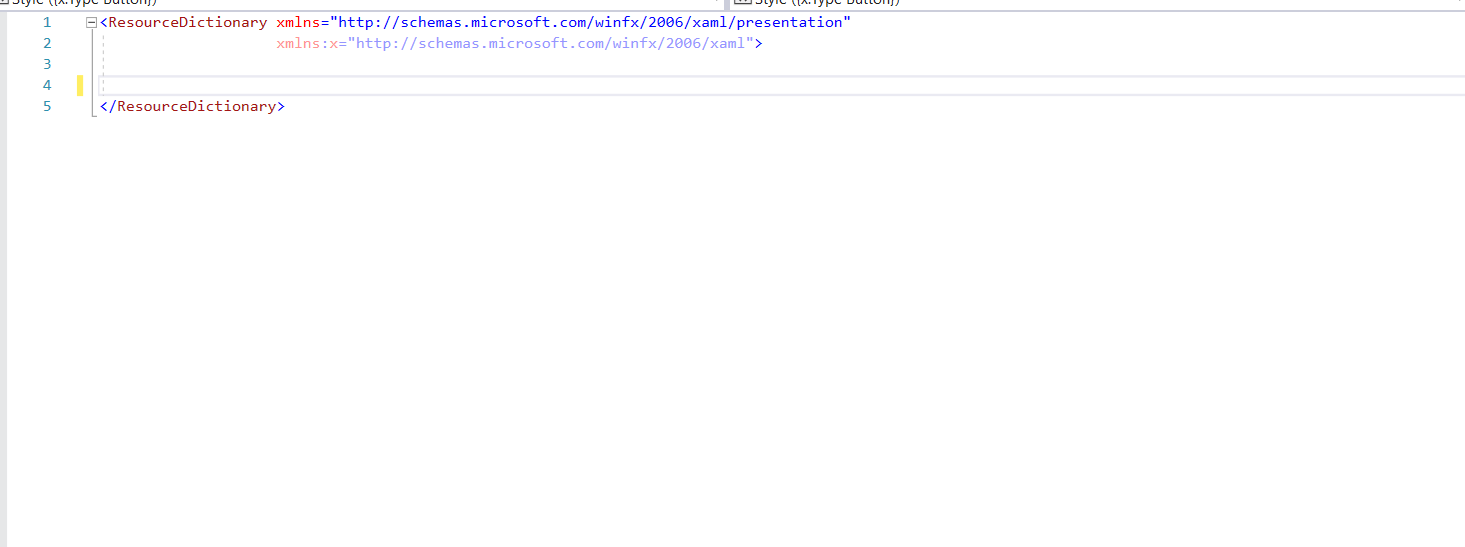 Style ({x:Type Button}) Style ({x:Type Button})
1 <ResourceDictionary xmlns="http://schemas.microsoft.com/winfx/2006/xaml/presentation"
2 xmlns:x="http://schemas.microsoft.com/winfx/2006/xaml">
3
4
5 </ResourceDictionary>